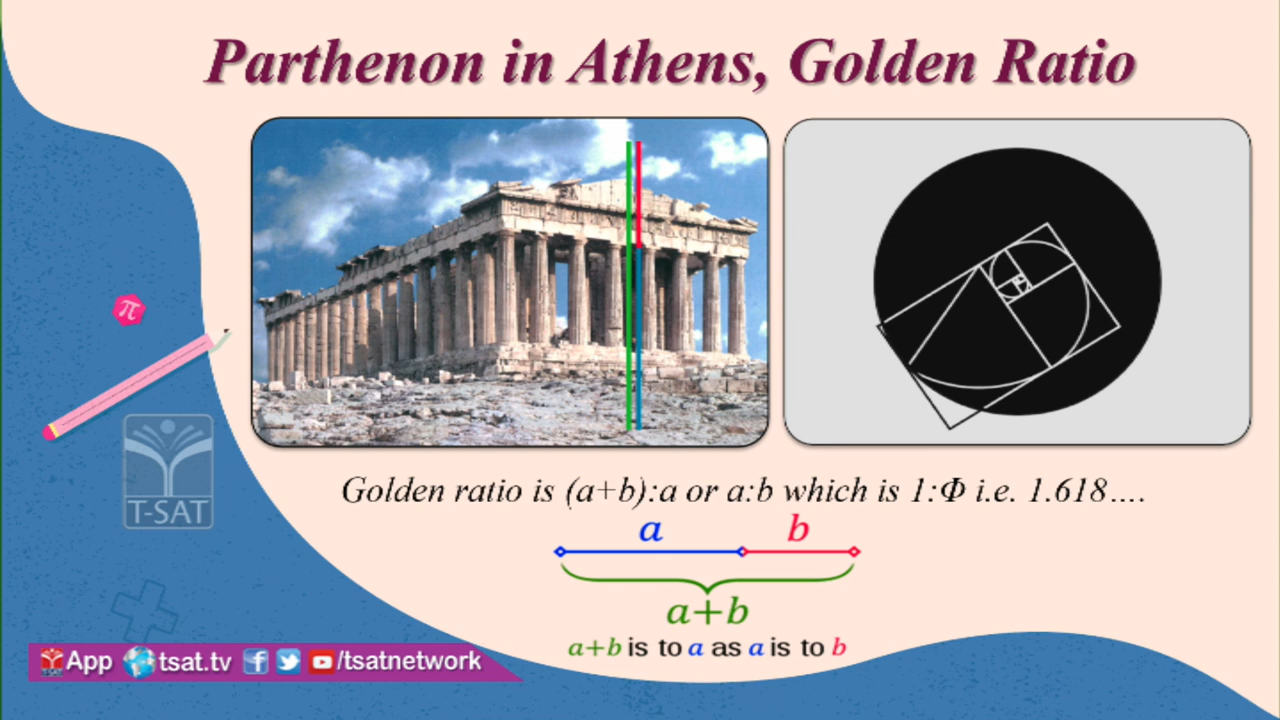 Parthenon in Athens, Golden Ratio
π
T-SAT
Golden ratio is (a+b):a or a:b which is 1:Φ i.e. 1.618....
a b
a+b
a+b is to a as a is to b
App tsat.tv /tsatnetwork